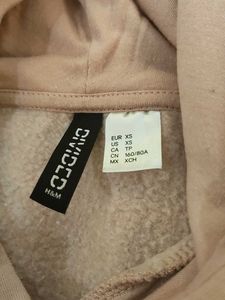 DIVIDED
H&M
EUR XS
US XS
CA TP
CN 160/80A
MX XCH